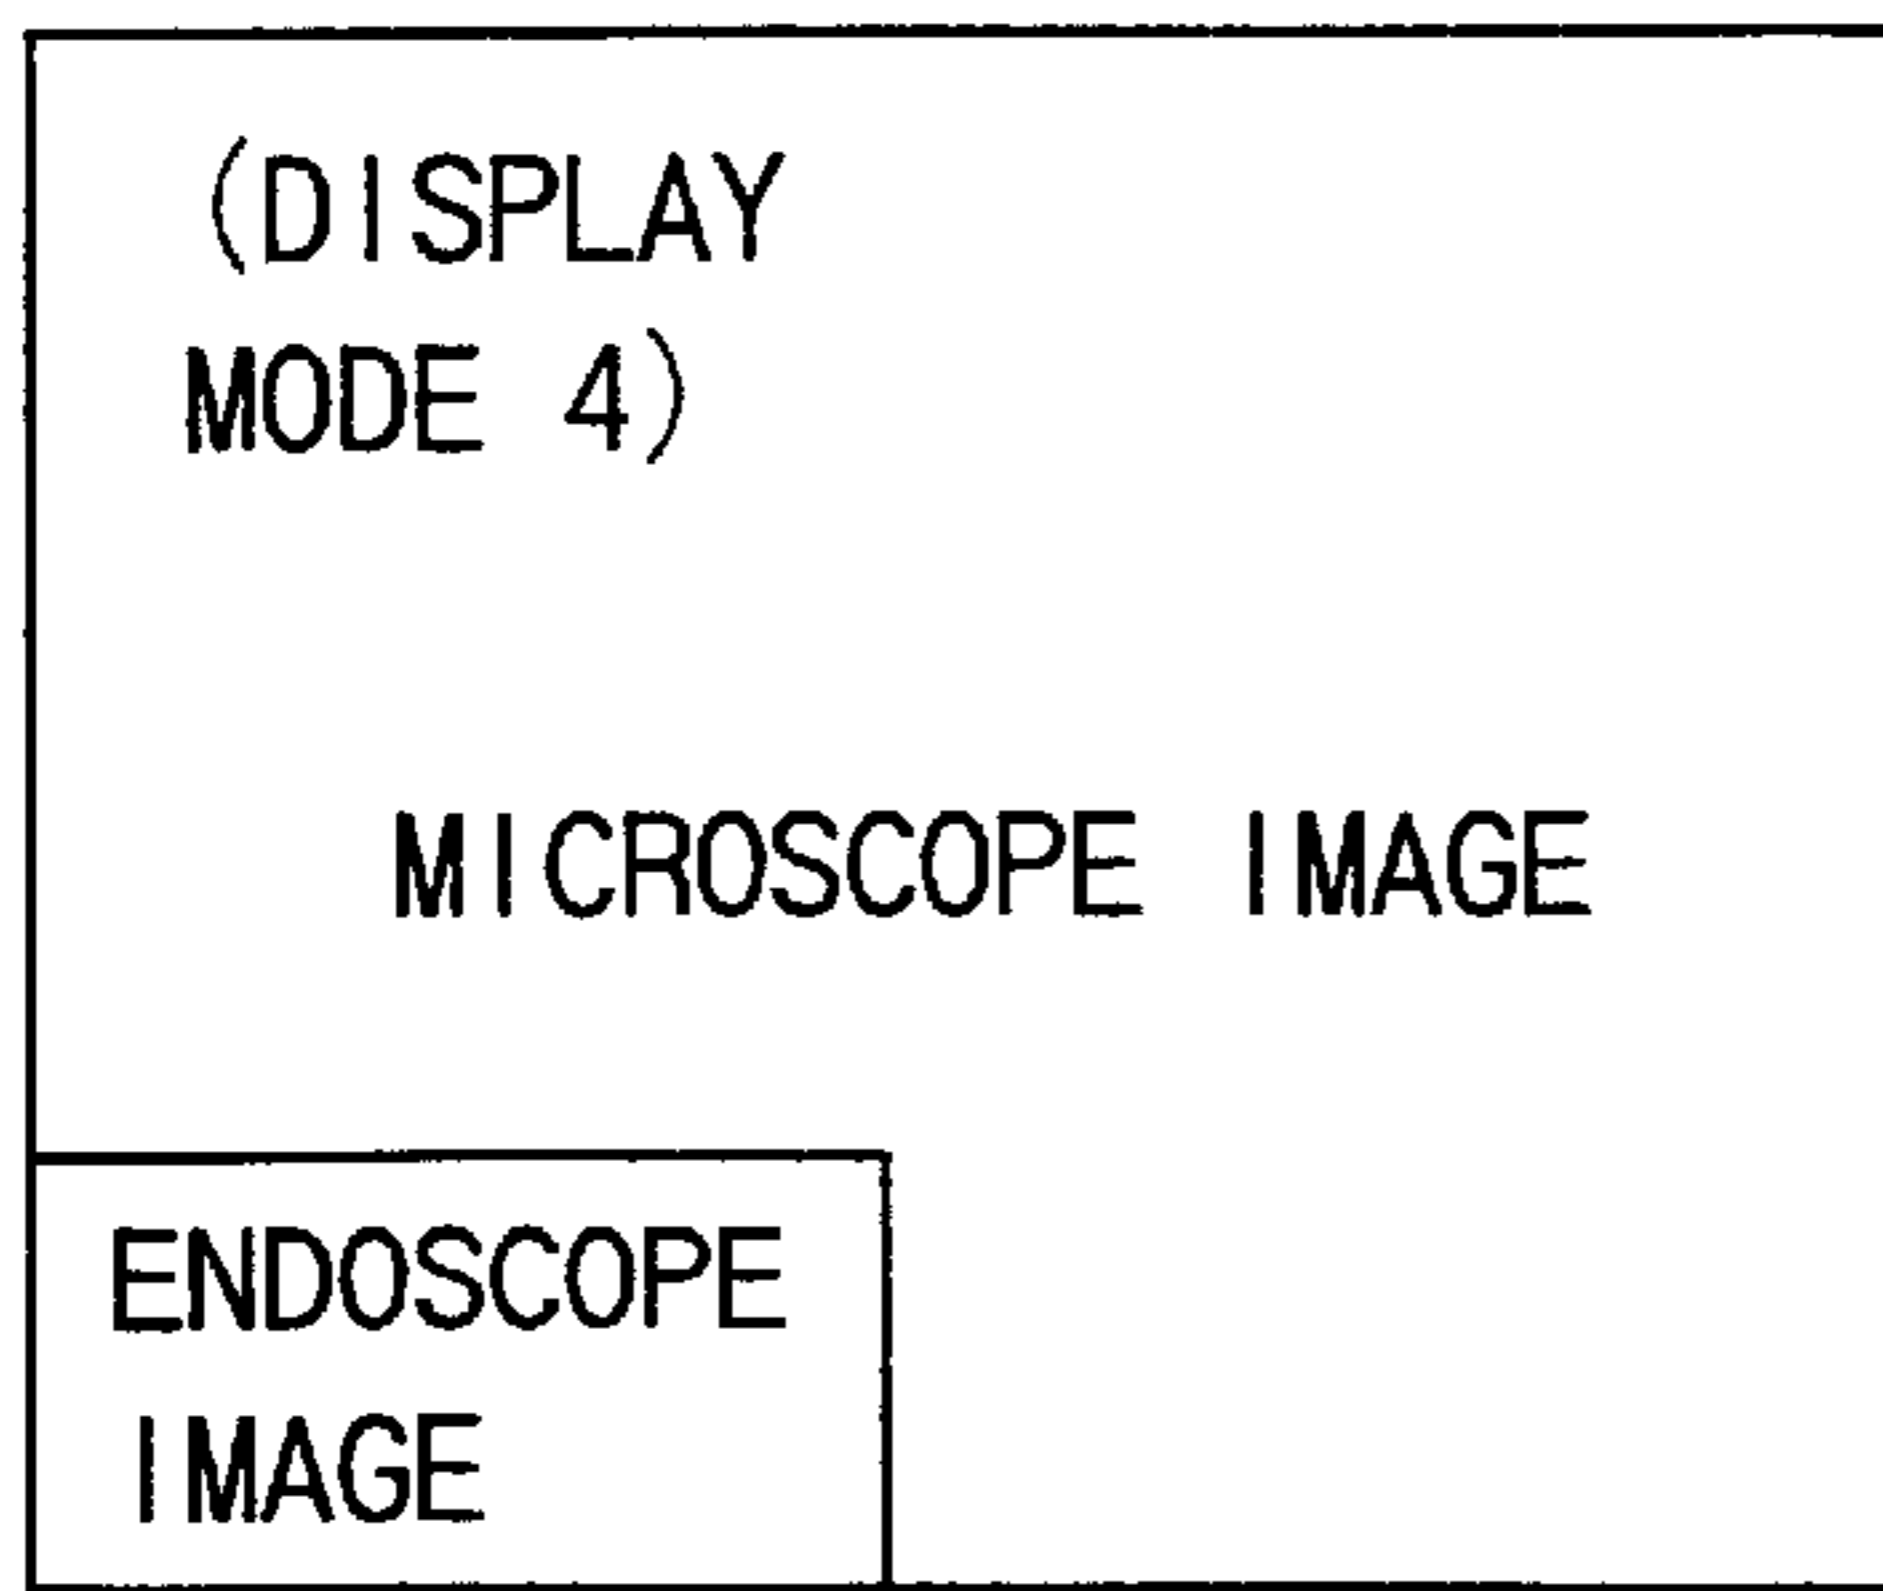 (DISPLAY
MODE 4)
MICROSCOPE IMAGE
ENDOSCOPE
IMAGE